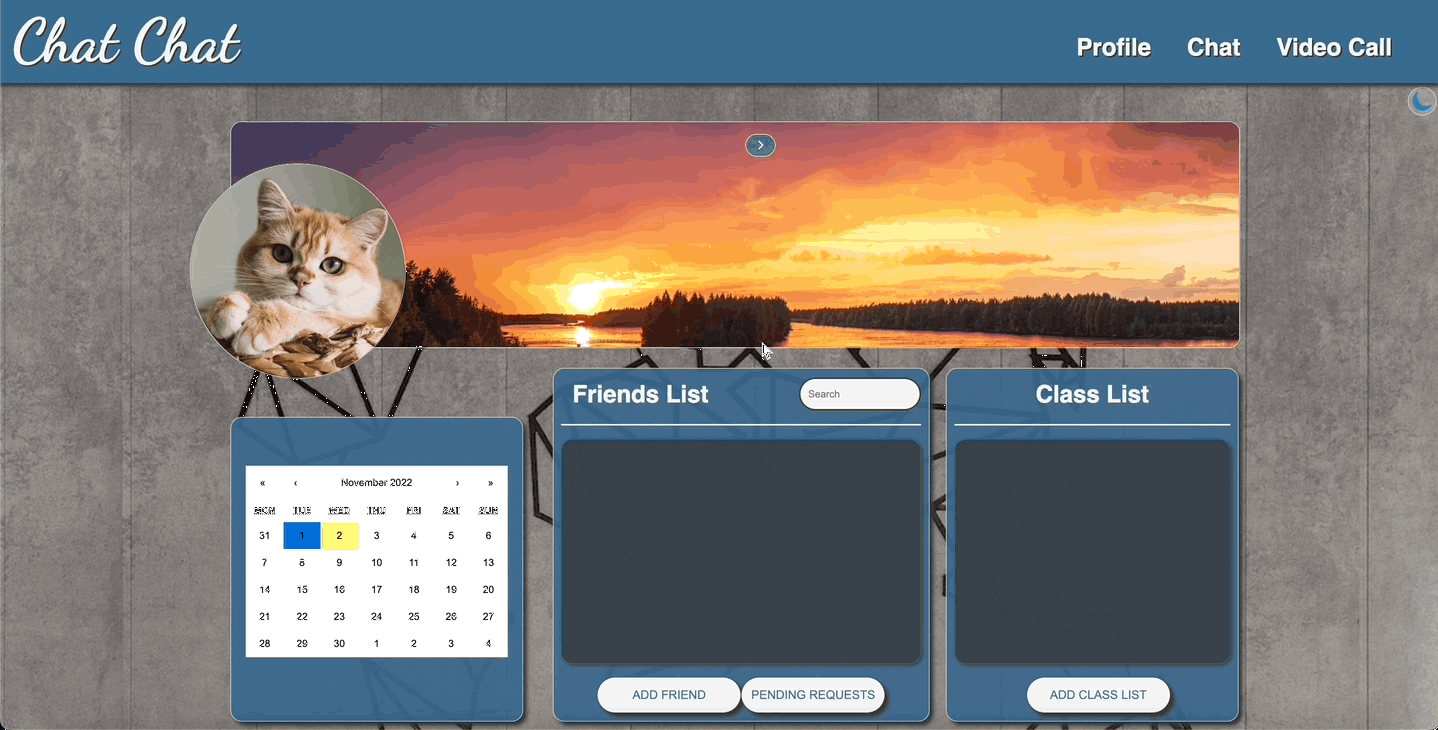 Chat Chat
Profile Chat Video Call
Friends List
Search
Class List
« ‹ November 2022 › »
MON TUE WED THU FRI SAT SUN
31 1 2 3 4 5 6
7 8 9 10 11 12 13
14 15 16 17 18 19 20
21 22 23 24 25 26 27
28 29 30 1 2 3 4
ADD FRIEND
PENDING REQUESTS
ADD CLASS LIST